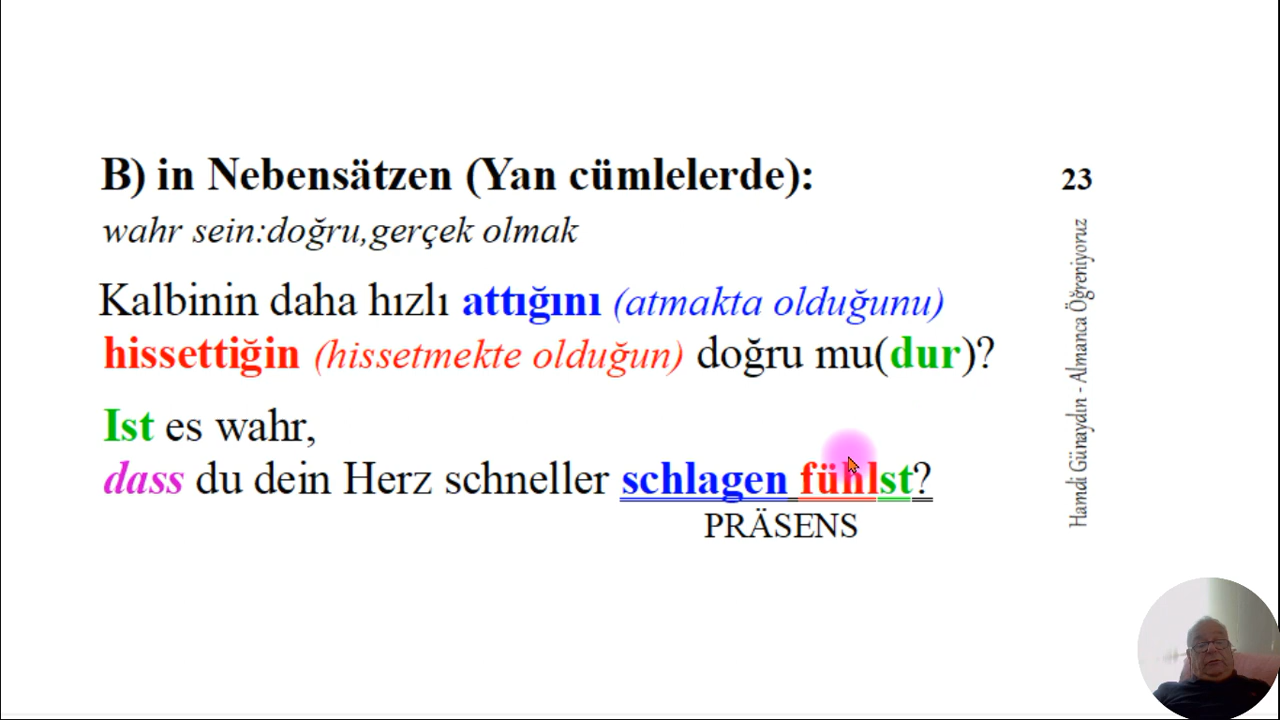 B) in Nebensätzen (Yan cümlelerde):
23
wahr sein:doğru,gerçek olmak
Kalbinin daha hızlı attığını (atmakta olduğunu)
hissettiğin (hissetmekte olduğun) doğru mu(dur)?
Ist es wahr,
dass du dein Herz schneller schlagen fühlst?
PRÄSENS
Hamdi Günaydın - Almanca Öğreniyoruz